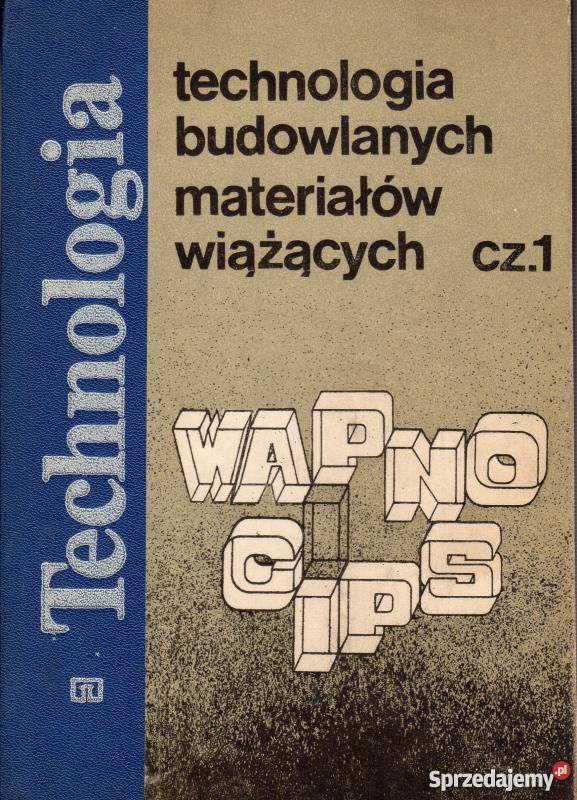 Technologia
technologia
budowlanych
materiałów
wiążących cz.1
WAPNO
i
GIPS
Sprzedajemy.pl